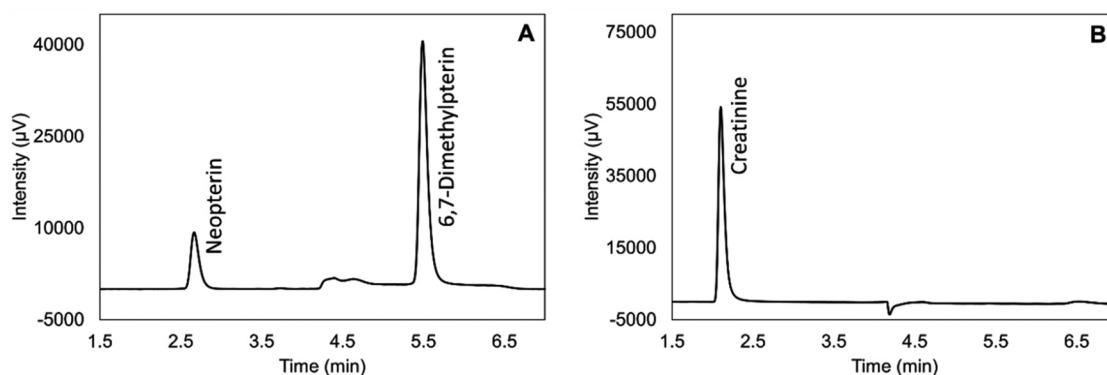 A
Intensity (µV)
40000
25000
10000
-5000
Neopterin
6,7-Dimethylpterin
1.5 2.5 3.5 4.5 5.5 6.5
Time (min)
B
Intensity (µV)
75000
55000
35000
15000
-5000
Creatinine
1.5 2.5 3.5 4.5 5.5 6.5
Time (min)